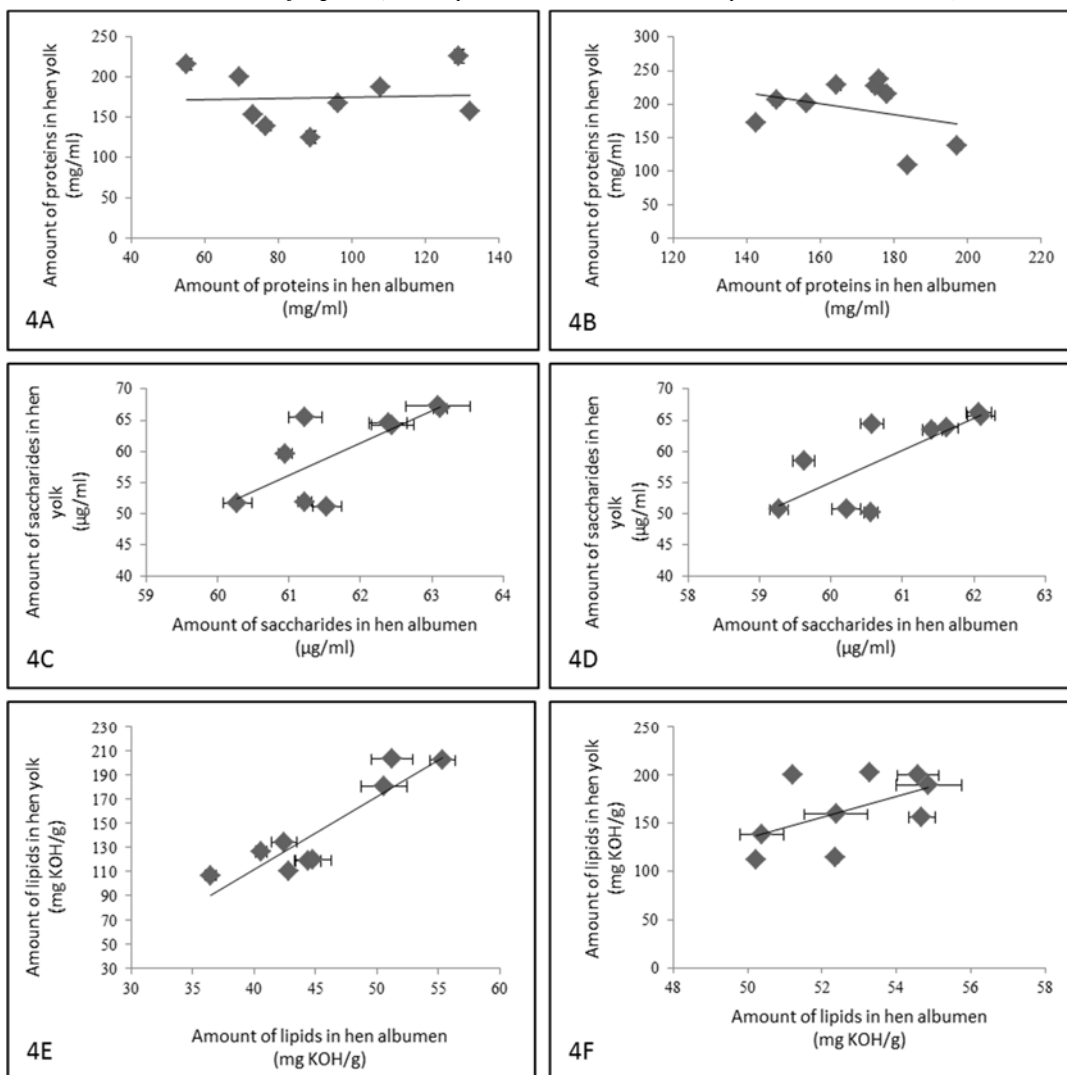 Amount of proteins in hen yolk
(mg/ml)
250
200
150
100
50
0
40 60 80 100 120 140
Amount of proteins in hen albumen
(mg/ml)
4A
Amount of proteins in hen yolk
(mg/ml)
300
250
200
150
100
50
0
120 140 160 180 200 220
Amount of proteins in hen albumen
(mg/ml)
4B
Amount of saccharides in hen
yolk
(µg/ml)
70
65
60
55
50
45
40
59 60 61 62 63 64
Amount of saccharides in hen albumen
(µg/ml)
4C
Amount of saccharides in hen
yolk
(µg/ml)
70
65
60
55
50
45
40
58 59 60 61 62 63
Amount of saccharides in hen albumen
(µg/ml)
4D
Amount of lipids in hen yolk
(mg KOH/g)
230
210
190
170
150
130
110
90
70
50
30
30 35 40 45 50 55 60
Amount of lipids in hen albumen
(mg KOH/g)
4E
Amount of lipids in hen yolk
(mg KOH/g)
250
200
150
100
50
0
48 50 52 54 56 58
Amount of lipids in hen albumen
(mg KOH/g)
4F